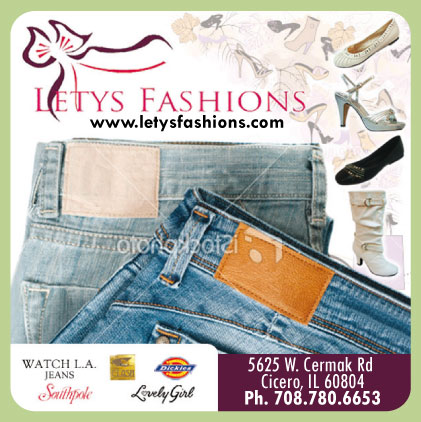 LETYS FASHIONS
www.letysfashions.com
WATCH L.A.
JEANS
Southpole
Dickies
Lovely Girl
5625 W. Cermak Rd
Cicero, IL 60804
Ph. 708.780.6653